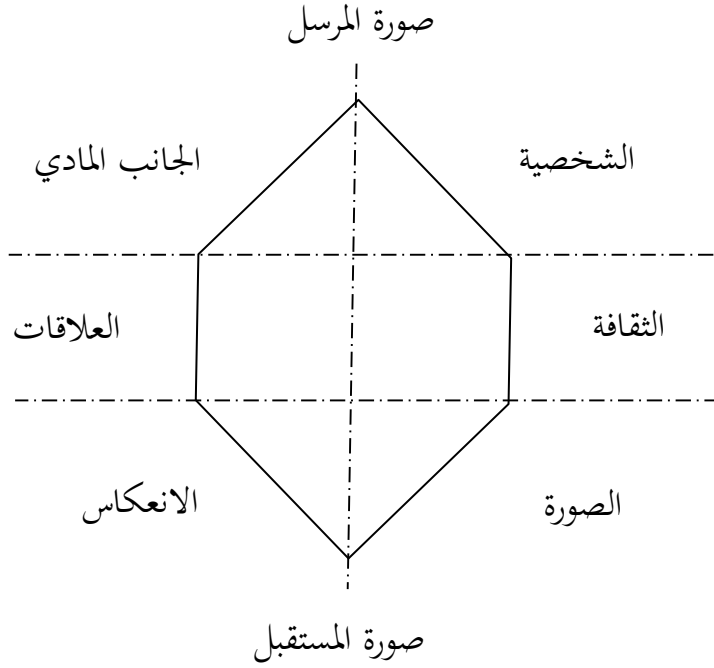 صورة المرسل
الشخصية
الجانب المادي
الثقافة
العلاقات
الصورة
الانعكاس
صورة المستقبل